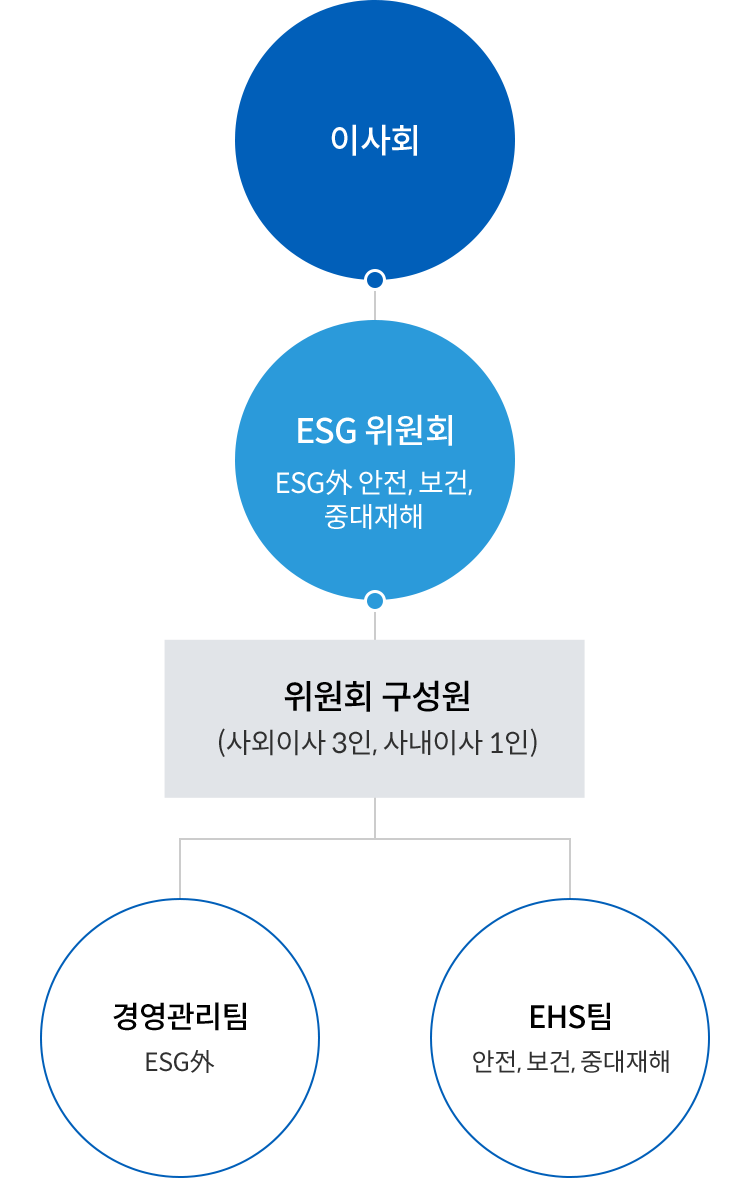 이사회
ESG 위원회
ESG外 안전, 보건,
중대재해
위원회 구성원
(사외이사 3인, 사내이사 1인)
경영관리팀
ESG外
EHS팀
안전, 보건, 중대재해